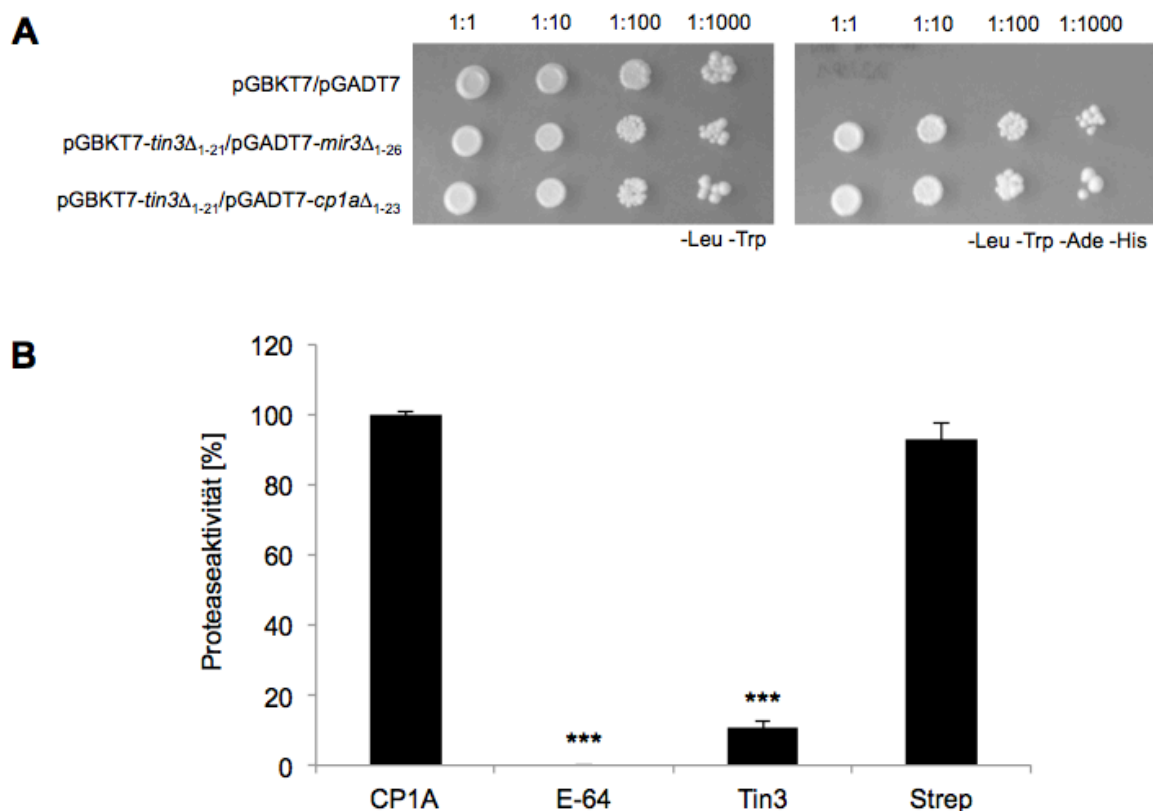 A
1:1 1:10 1:100 1:1000 1:1 1:10 1:100 1:1000
pGBKT7/pGADT7
pGBKT7-tin3Δ1-21/pGADT7-mir3Δ1-26
pGBKT7-tin3Δ1-21/pGADT7-cp1aΔ1-23
-Leu -Trp -Leu -Trp -Ade -His
B
Proteaseaktivität [%]
120
100
80
60
40
20
0
*** ***
CP1A E-64 Tin3 Strep